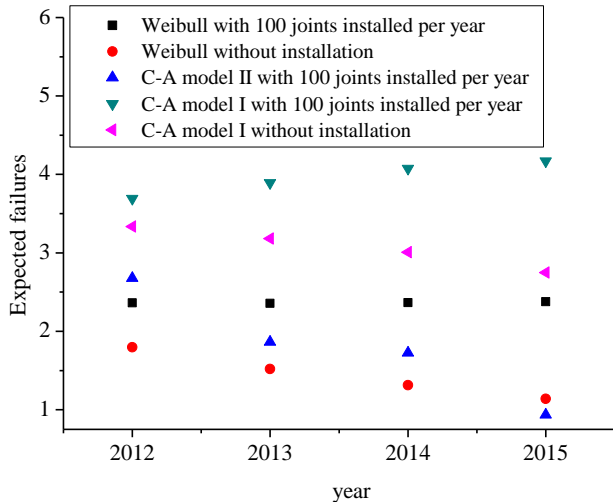 6
5
4
3
2
1
Expected failures
Weibull with 100 joints installed per year
Weibull without installation
C-A model II with 100 joints installed per year
C-A model I with 100 joints installed per year
C-A model I without installation
2012 2013 2014 2015
year